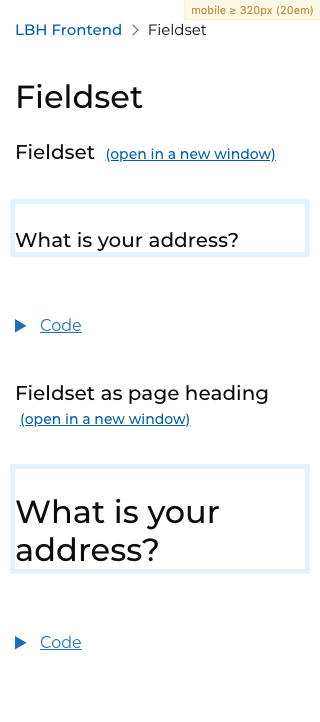 mobile ≥ 320px (20em)
LBH Frontend > Fieldset
Fieldset
Fieldset (open in a new window)
What is your address?
Code
Fieldset as page heading
(open in a new window)
What is your
address?
Code